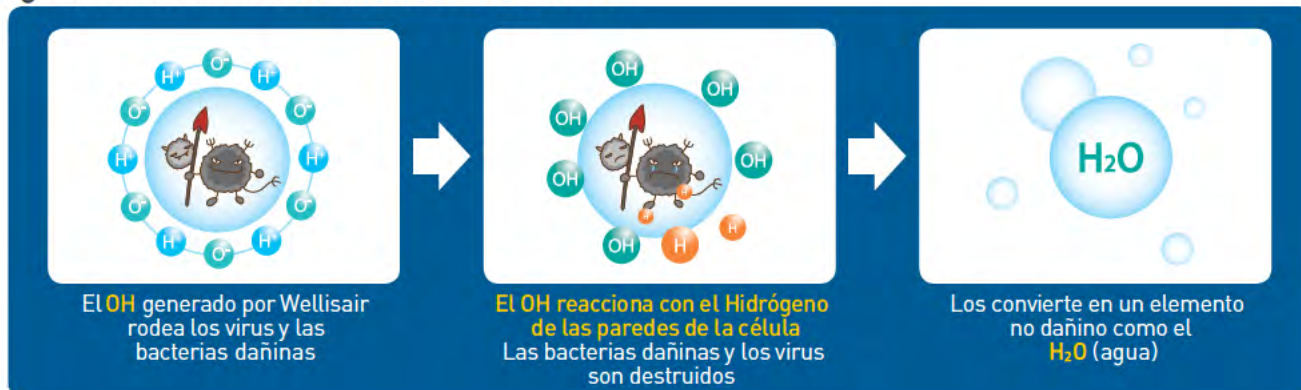 O⁻
H⁺
H⁺
O⁻
O⁻
H⁺
H⁺
O⁻
O⁻
H⁺
H⁺
O⁻
OH
OH
OH
OH
OH
OH
H
H
H
H
H₂O
El OH generado por Wellisair
rodea los virus y las
bacterias dañinas
El OH reacciona con el Hidrógeno
de las paredes de la célula
Las bacterias dañinas y los virus
son destruidos
Los convierte en un elemento
no dañino como el
H₂O (agua)